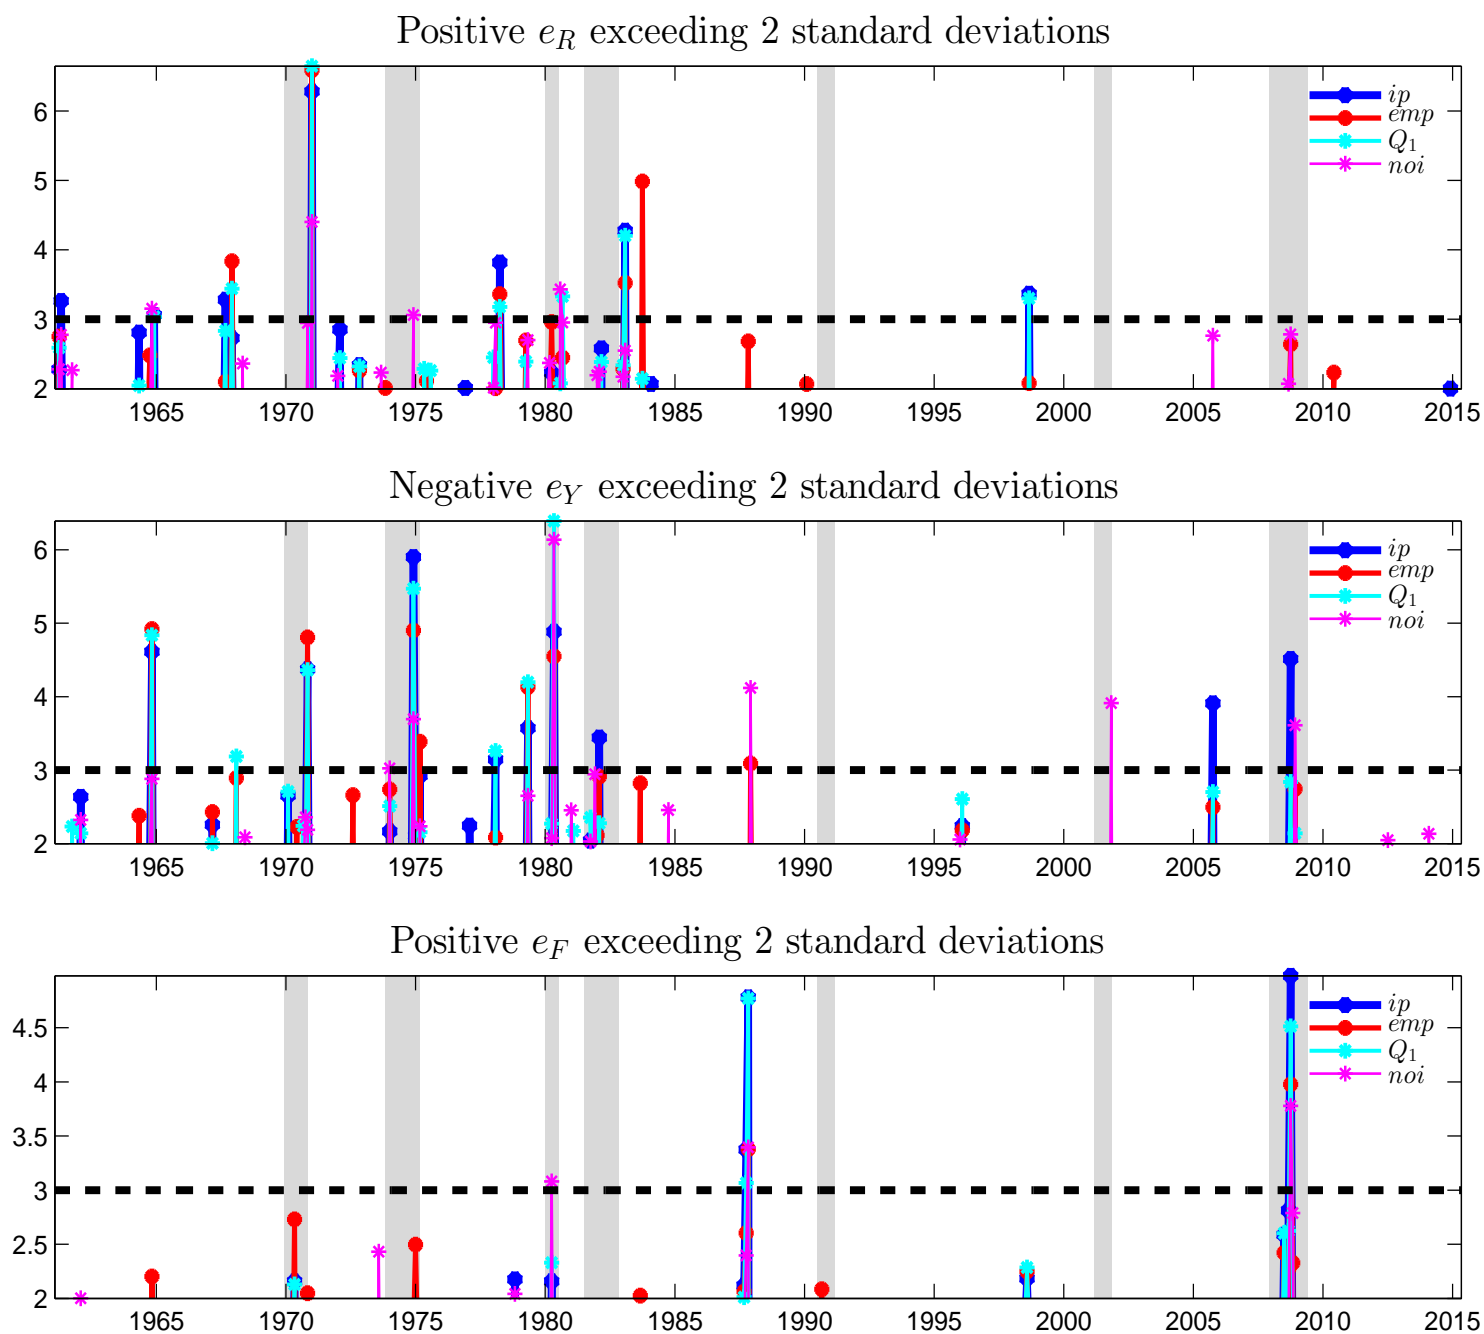 Positive e_R exceeding 2 standard deviations
6
5
4
3
2
ip
emp
Q_1
noi
1965 1970 1975 1980 1985 1990 1995 2000 2005 2010 2015
Negative e_Y exceeding 2 standard deviations
6
5
4
3
2
ip
emp
Q_1
noi
1965 1970 1975 1980 1985 1990 1995 2000 2005 2010 2015
Positive e_F exceeding 2 standard deviations
4.5
4
3.5
3
2.5
2
ip
emp
Q_1
noi
1965 1970 1975 1980 1985 1990 1995 2000 2005 2010 2015